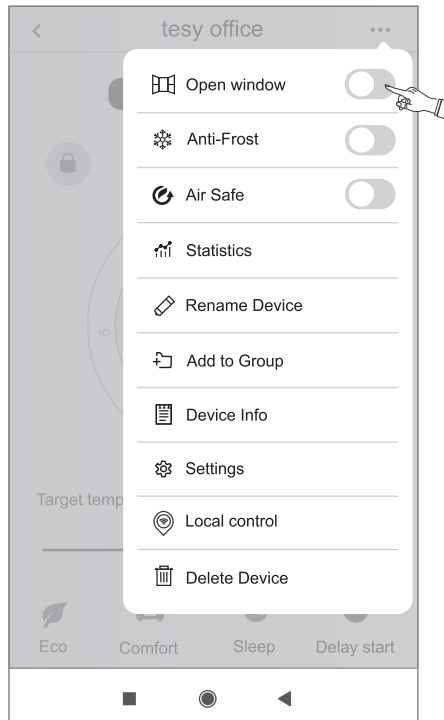 tesy office
Open window
Anti-Frost
Air Safe
Statistics
Rename Device
5
Add to Group
Device Info
Settings
Target temp
Local control
Delete Device
Eco Comfort Sleep Delay start